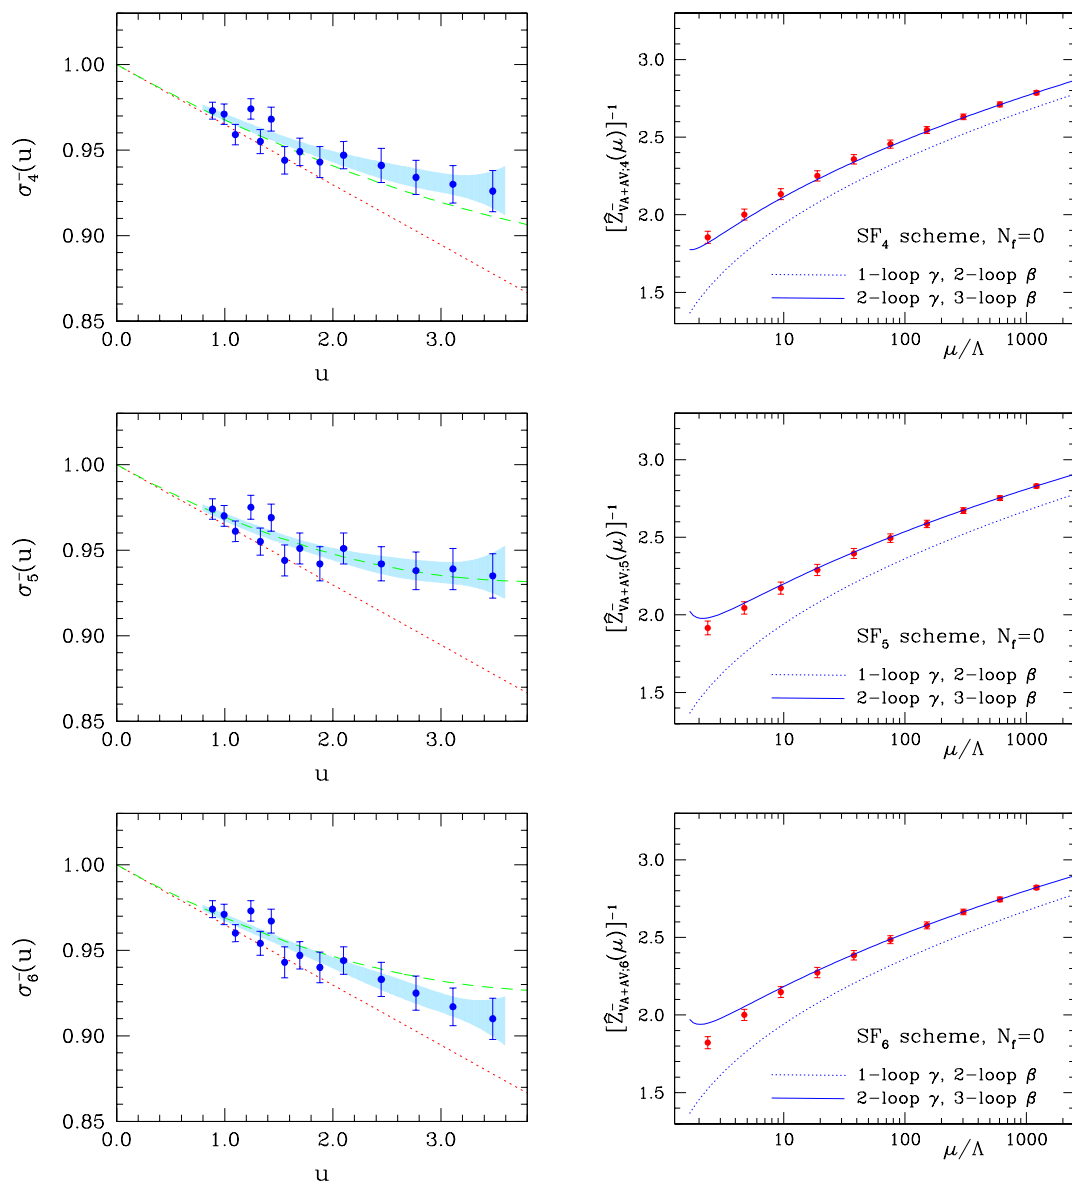 1.00
0.95
0.90
0.85
0.0 1.0 2.0 3.0
u
σ₄⁻(u)
3.0
2.5
2.0
1.5
10 100 1000
μ/Λ
[Ẑ⁻VA+AV;4(μ)]⁻¹
SF₄ scheme, Nf=0
1-loop γ, 2-loop β
2-loop γ, 3-loop β
1.00
0.95
0.90
0.85
0.0 1.0 2.0 3.0
u
σ₅⁻(u)
3.0
2.5
2.0
1.5
10 100 1000
μ/Λ
[Ẑ⁻VA+AV;5(μ)]⁻¹
SF₅ scheme, Nf=0
1-loop γ, 2-loop β
2-loop γ, 3-loop β
1.00
0.95
0.90
0.85
0.0 1.0 2.0 3.0
u
σ₆⁻(u)
3.0
2.5
2.0
1.5
10 100 1000
μ/Λ
[Ẑ⁻VA+AV;6(μ)]⁻¹
SF₆ scheme, Nf=0
1-loop γ, 2-loop β
2-loop γ, 3-loop β